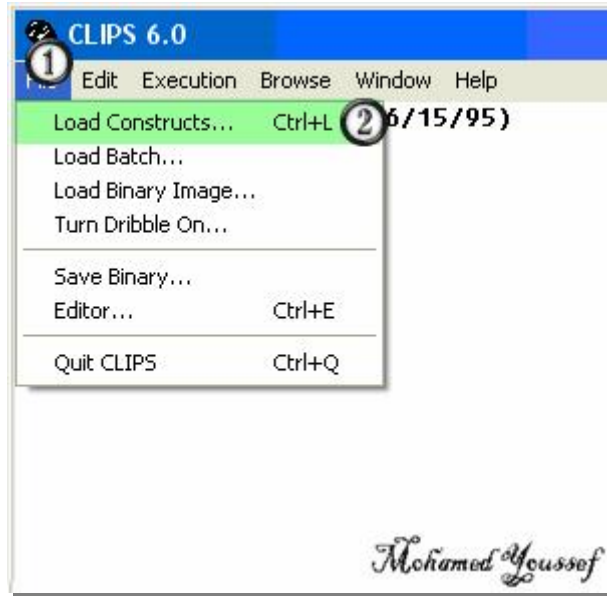 CLIPS 6.0
1
Edit Execution Browse Window Help
Load Constructs... Ctrl+L 2 6/15/95)
Load Batch...
Load Binary Image...
Turn Dribble On...
Save Binary...
Editor... Ctrl+E
Quit CLIPS Ctrl+Q
Mohamed Youssef